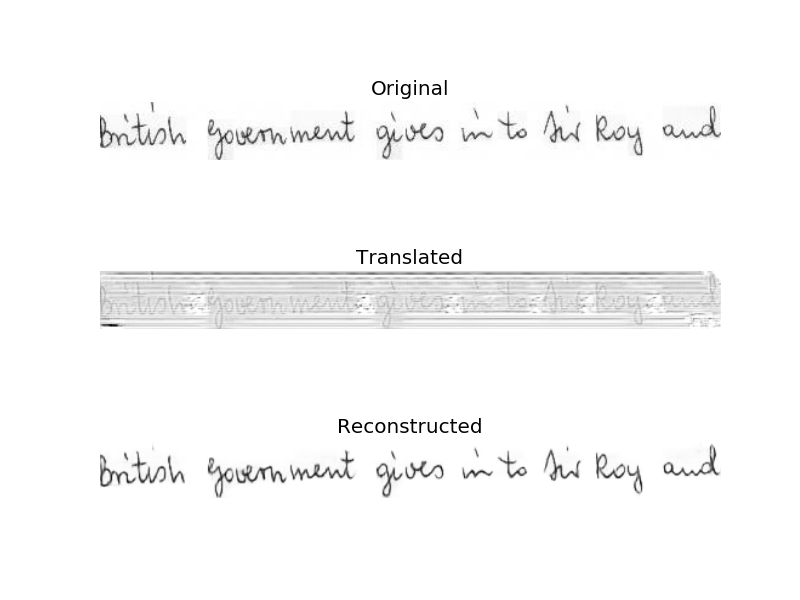 Original
British government gives in to Sir Roy and
Translated
British government gives in to Sir Roy and
Reconstructed
British government gives in to Sir Roy and